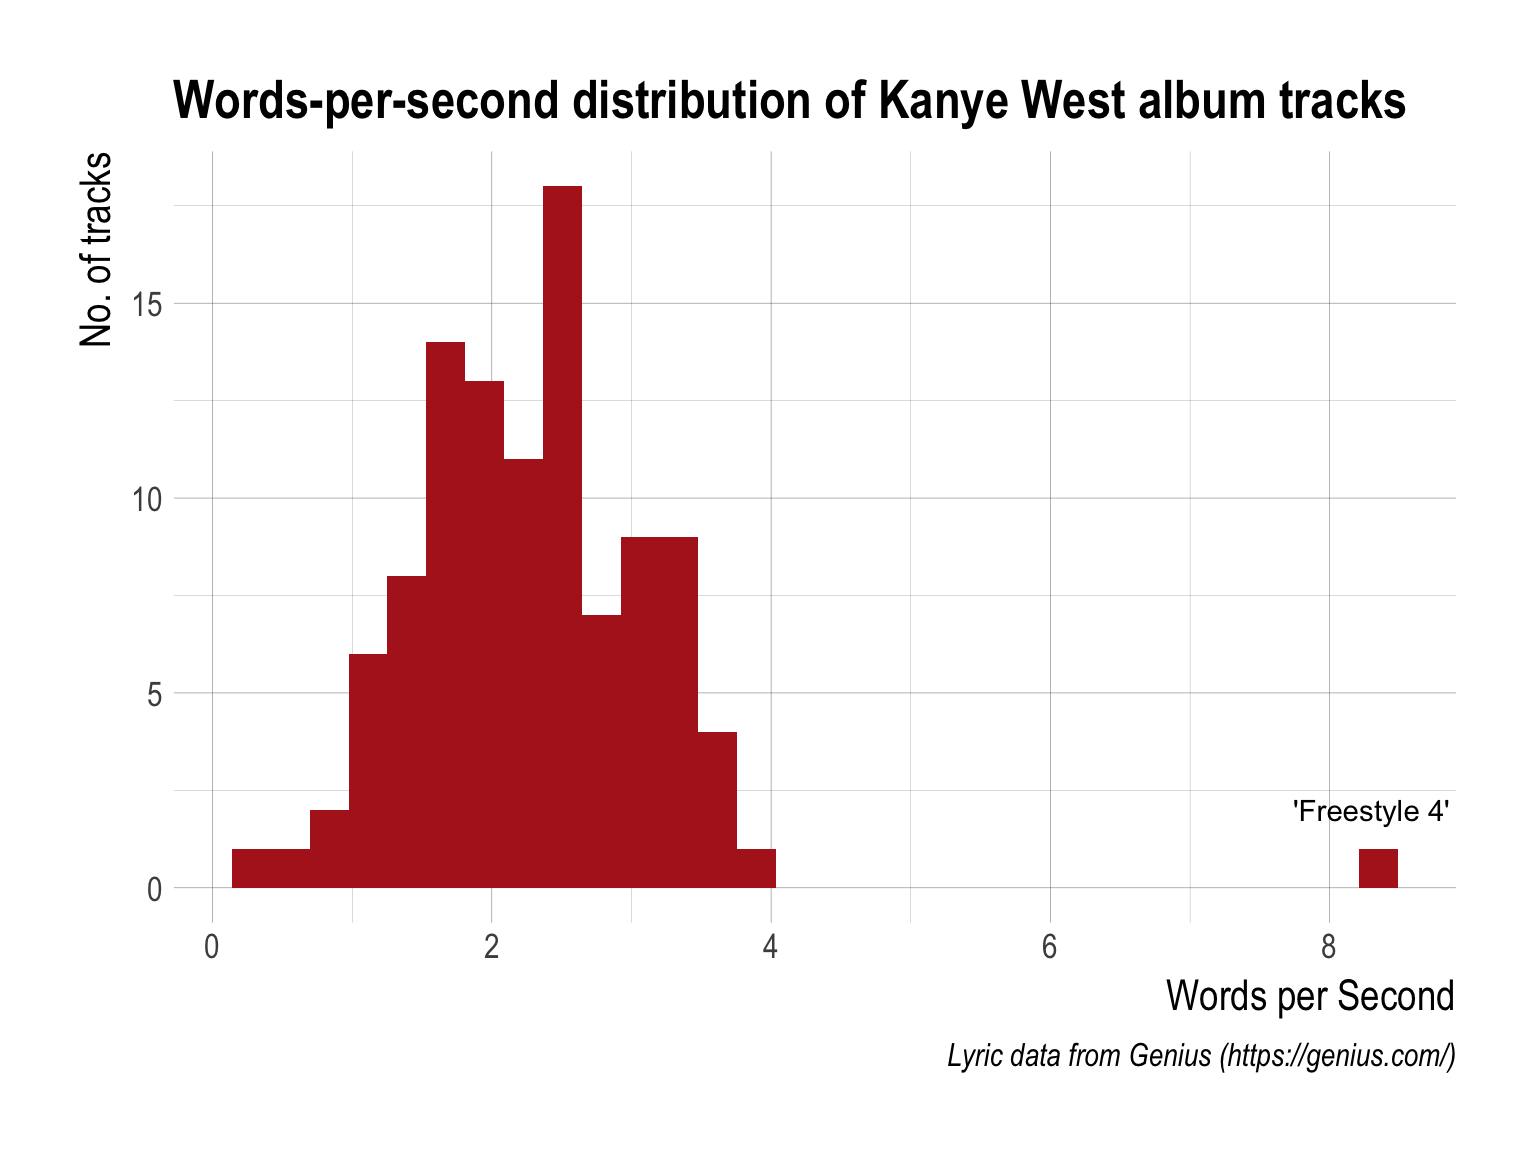 Words-per-second distribution of Kanye West album tracks
No. of tracks
15
10
5
0
'Freestyle 4'
0 2 4 6 8
Words per Second
Lyric data from Genius (https://genius.com/)